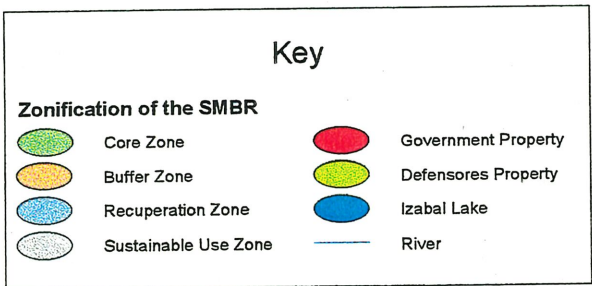 Key
Zonification of the SMBR
Core Zone
Buffer Zone
Recuperation Zone
Sustainable Use Zone
Government Property
Defensores Property
Izabal Lake
River